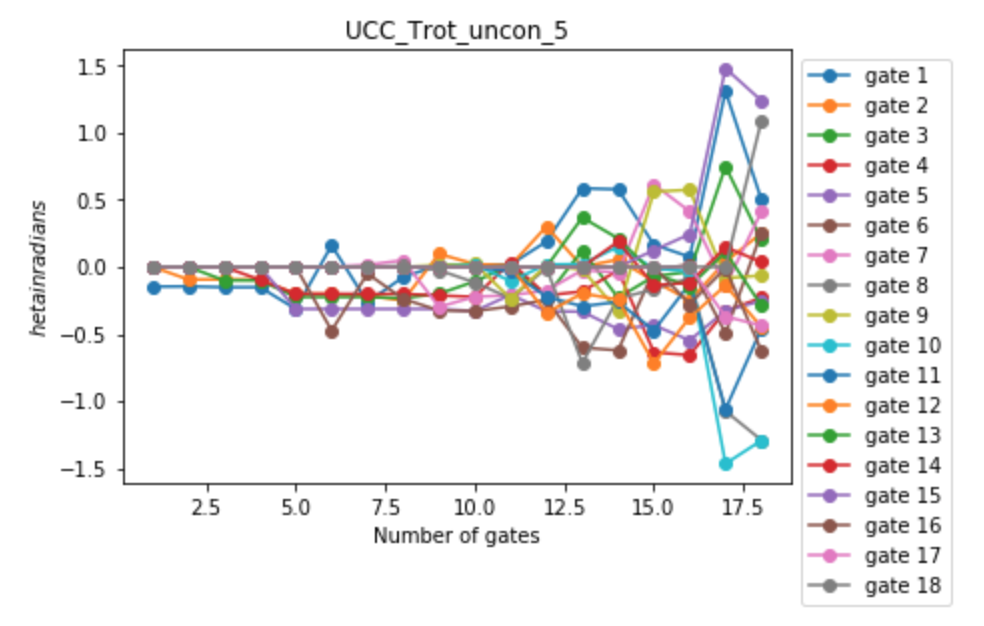 UCC_Trot_uncon_5
hetainradians
1.5
1.0
0.5
0.0
−0.5
−1.0
−1.5
2.5 5.0 7.5 10.0 12.5 15.0 17.5
Number of gates
gate 1
gate 2
gate 3
gate 4
gate 5
gate 6
gate 7
gate 8
gate 9
gate 10
gate 11
gate 12
gate 13
gate 14
gate 15
gate 16
gate 17
gate 18